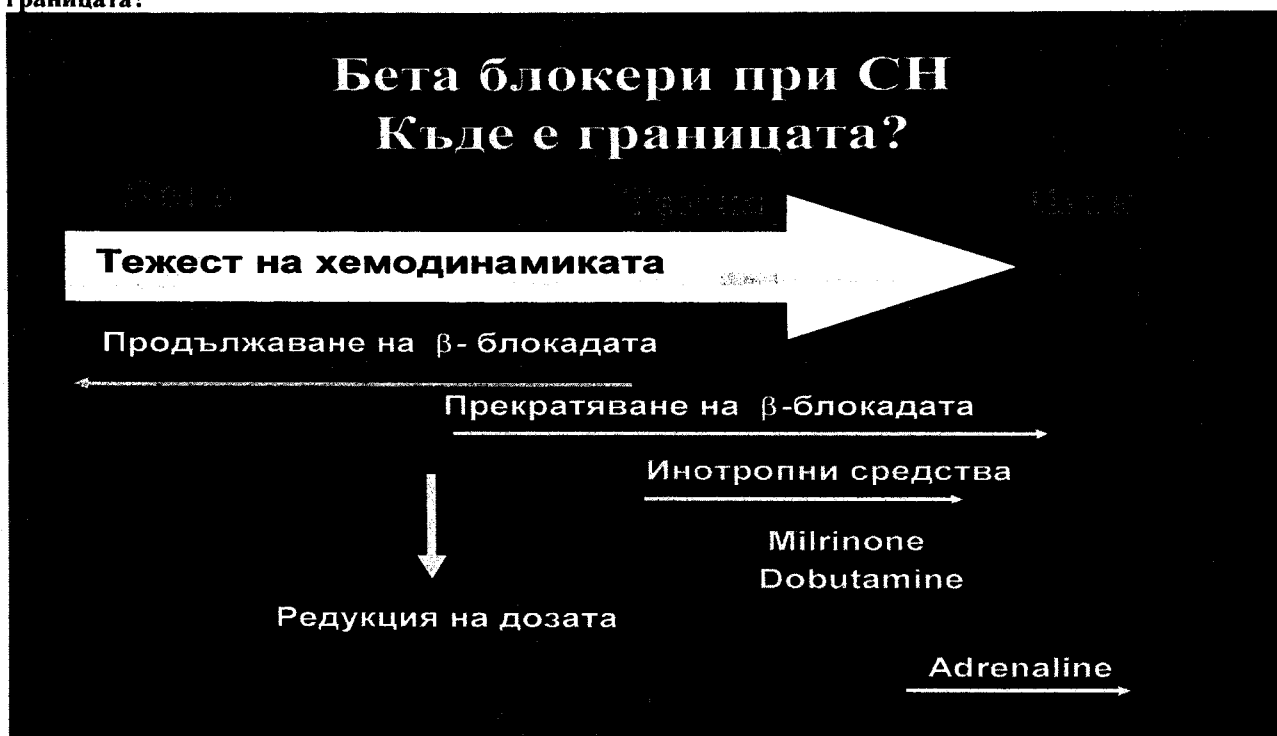 границата?
Бета блокери при СН
Къде е границата?
Тежест на хемодинамиката
Продължаване на β- блокадата
Прекратяване на β-блокадата
Инотропни средства
Milrinone
Dobutamine
Редукция на дозата
Adrenaline